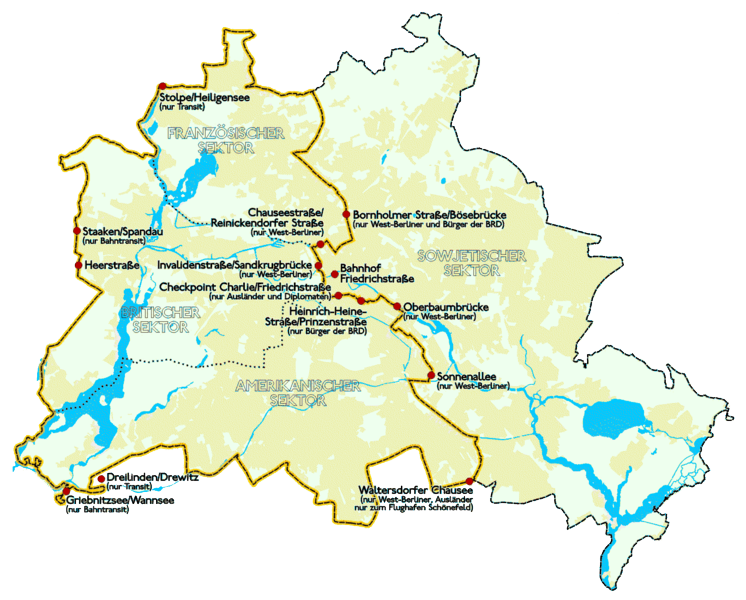 Stolpe/Heiligensee
(nur Transit)
FRANZÖSISCHER
SEKTOR
Chauseestraße/
Reinickendorfer Straße
(nur West-Berliner)
Bornholmer Straße/Bösebrücke
(nur West-Berliner und Bürger der BRD)
Staaken/Spandau
(nur Bahntransit)
Heerstraße
Invalidenstraße/Sandkrugbrücke
(nur West-Berliner)
Bahnhof
Friedrichstraße
SOWJETISCHER
SEKTOR
Checkpoint Charlie/Friedrichstraße
(nur Ausländer und Diplomaten)
BRITISCHER
SEKTOR
Heinrich-Heine-
Straße/Prinzenstraße
(nur Bürger der BRD)
Oberbaumbrücke
(nur West-Berliner)
AMERIKANISCHER
SEKTOR
Sonnenallee
(nur West-Berliner)
Dreilinden/Drewitz
(nur Transit)
Griebnitzsee/Wannsee
(nur Bahntransit)
Waltersdorfer Chausee
(nur West-Berliner, Ausländer
nur zum Flughafen Schönefeld)